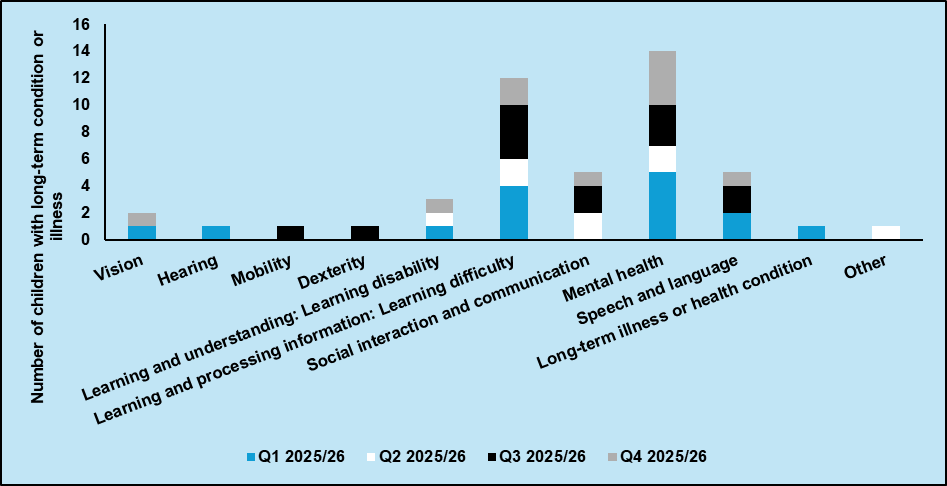 Number of children with long-term condition or
illness
16
14
12
10
8
6
4
2
0
Vision
Hearing
Mobility
Dexterity
Learning and understanding: Learning disability
Learning and processing information: Learning difficulty
Social interaction and communication
Mental health
Speech and language
Long-term illness or health condition
Other
Q1 2025/26 Q2 2025/26 Q3 2025/26 Q4 2025/26